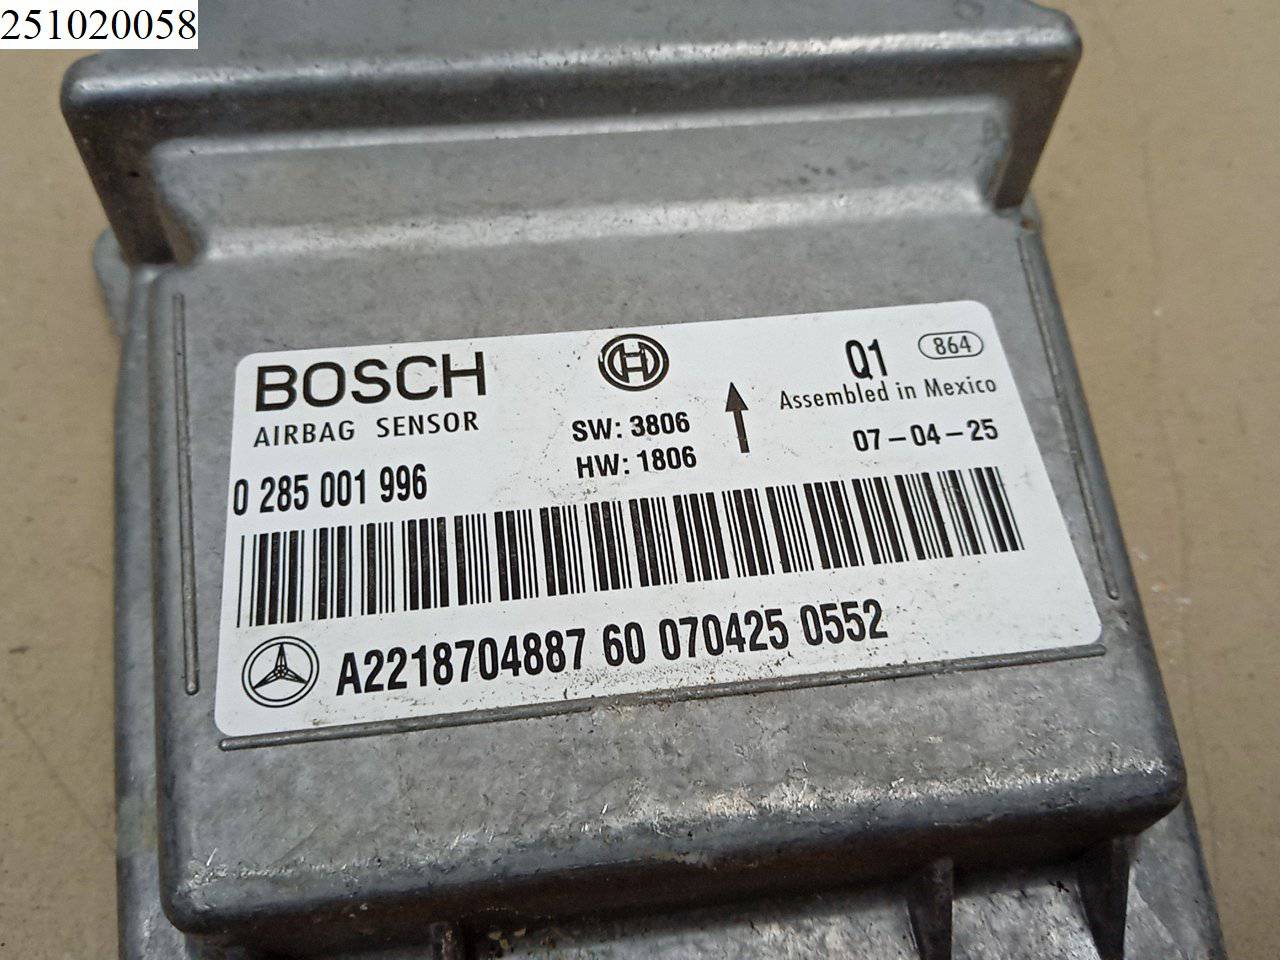 251020058
BOSCH
AIRBAG SENSOR
0 285 001 996
SW: 3806
HW: 1806
Q1 864
Assembled in Mexico
07-04-25
A2218704887 60 070425 0552